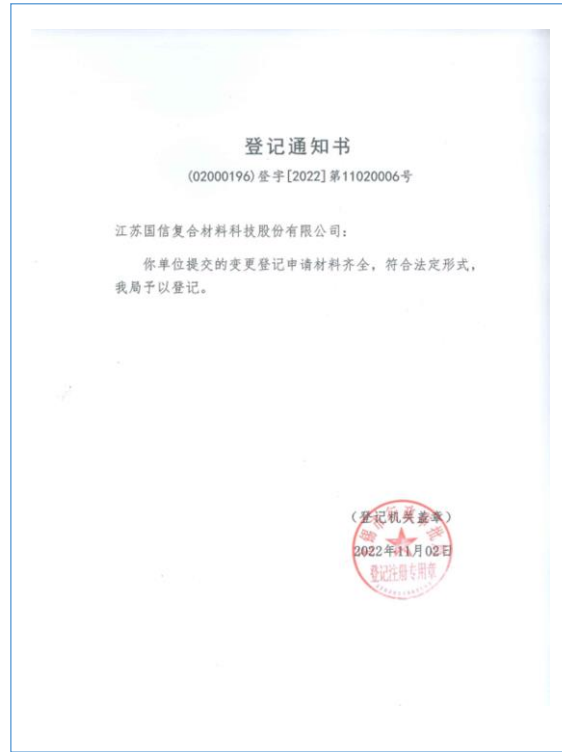 登记通知书
(02000196)登字[2022]第11020006号
江苏国信复合材料科技股份有限公司：
你单位提交的变更登记申请材料齐全，符合法定形式，
我局予以登记。
（登记机关盖章）
2022年11月02日
登记注册专用章